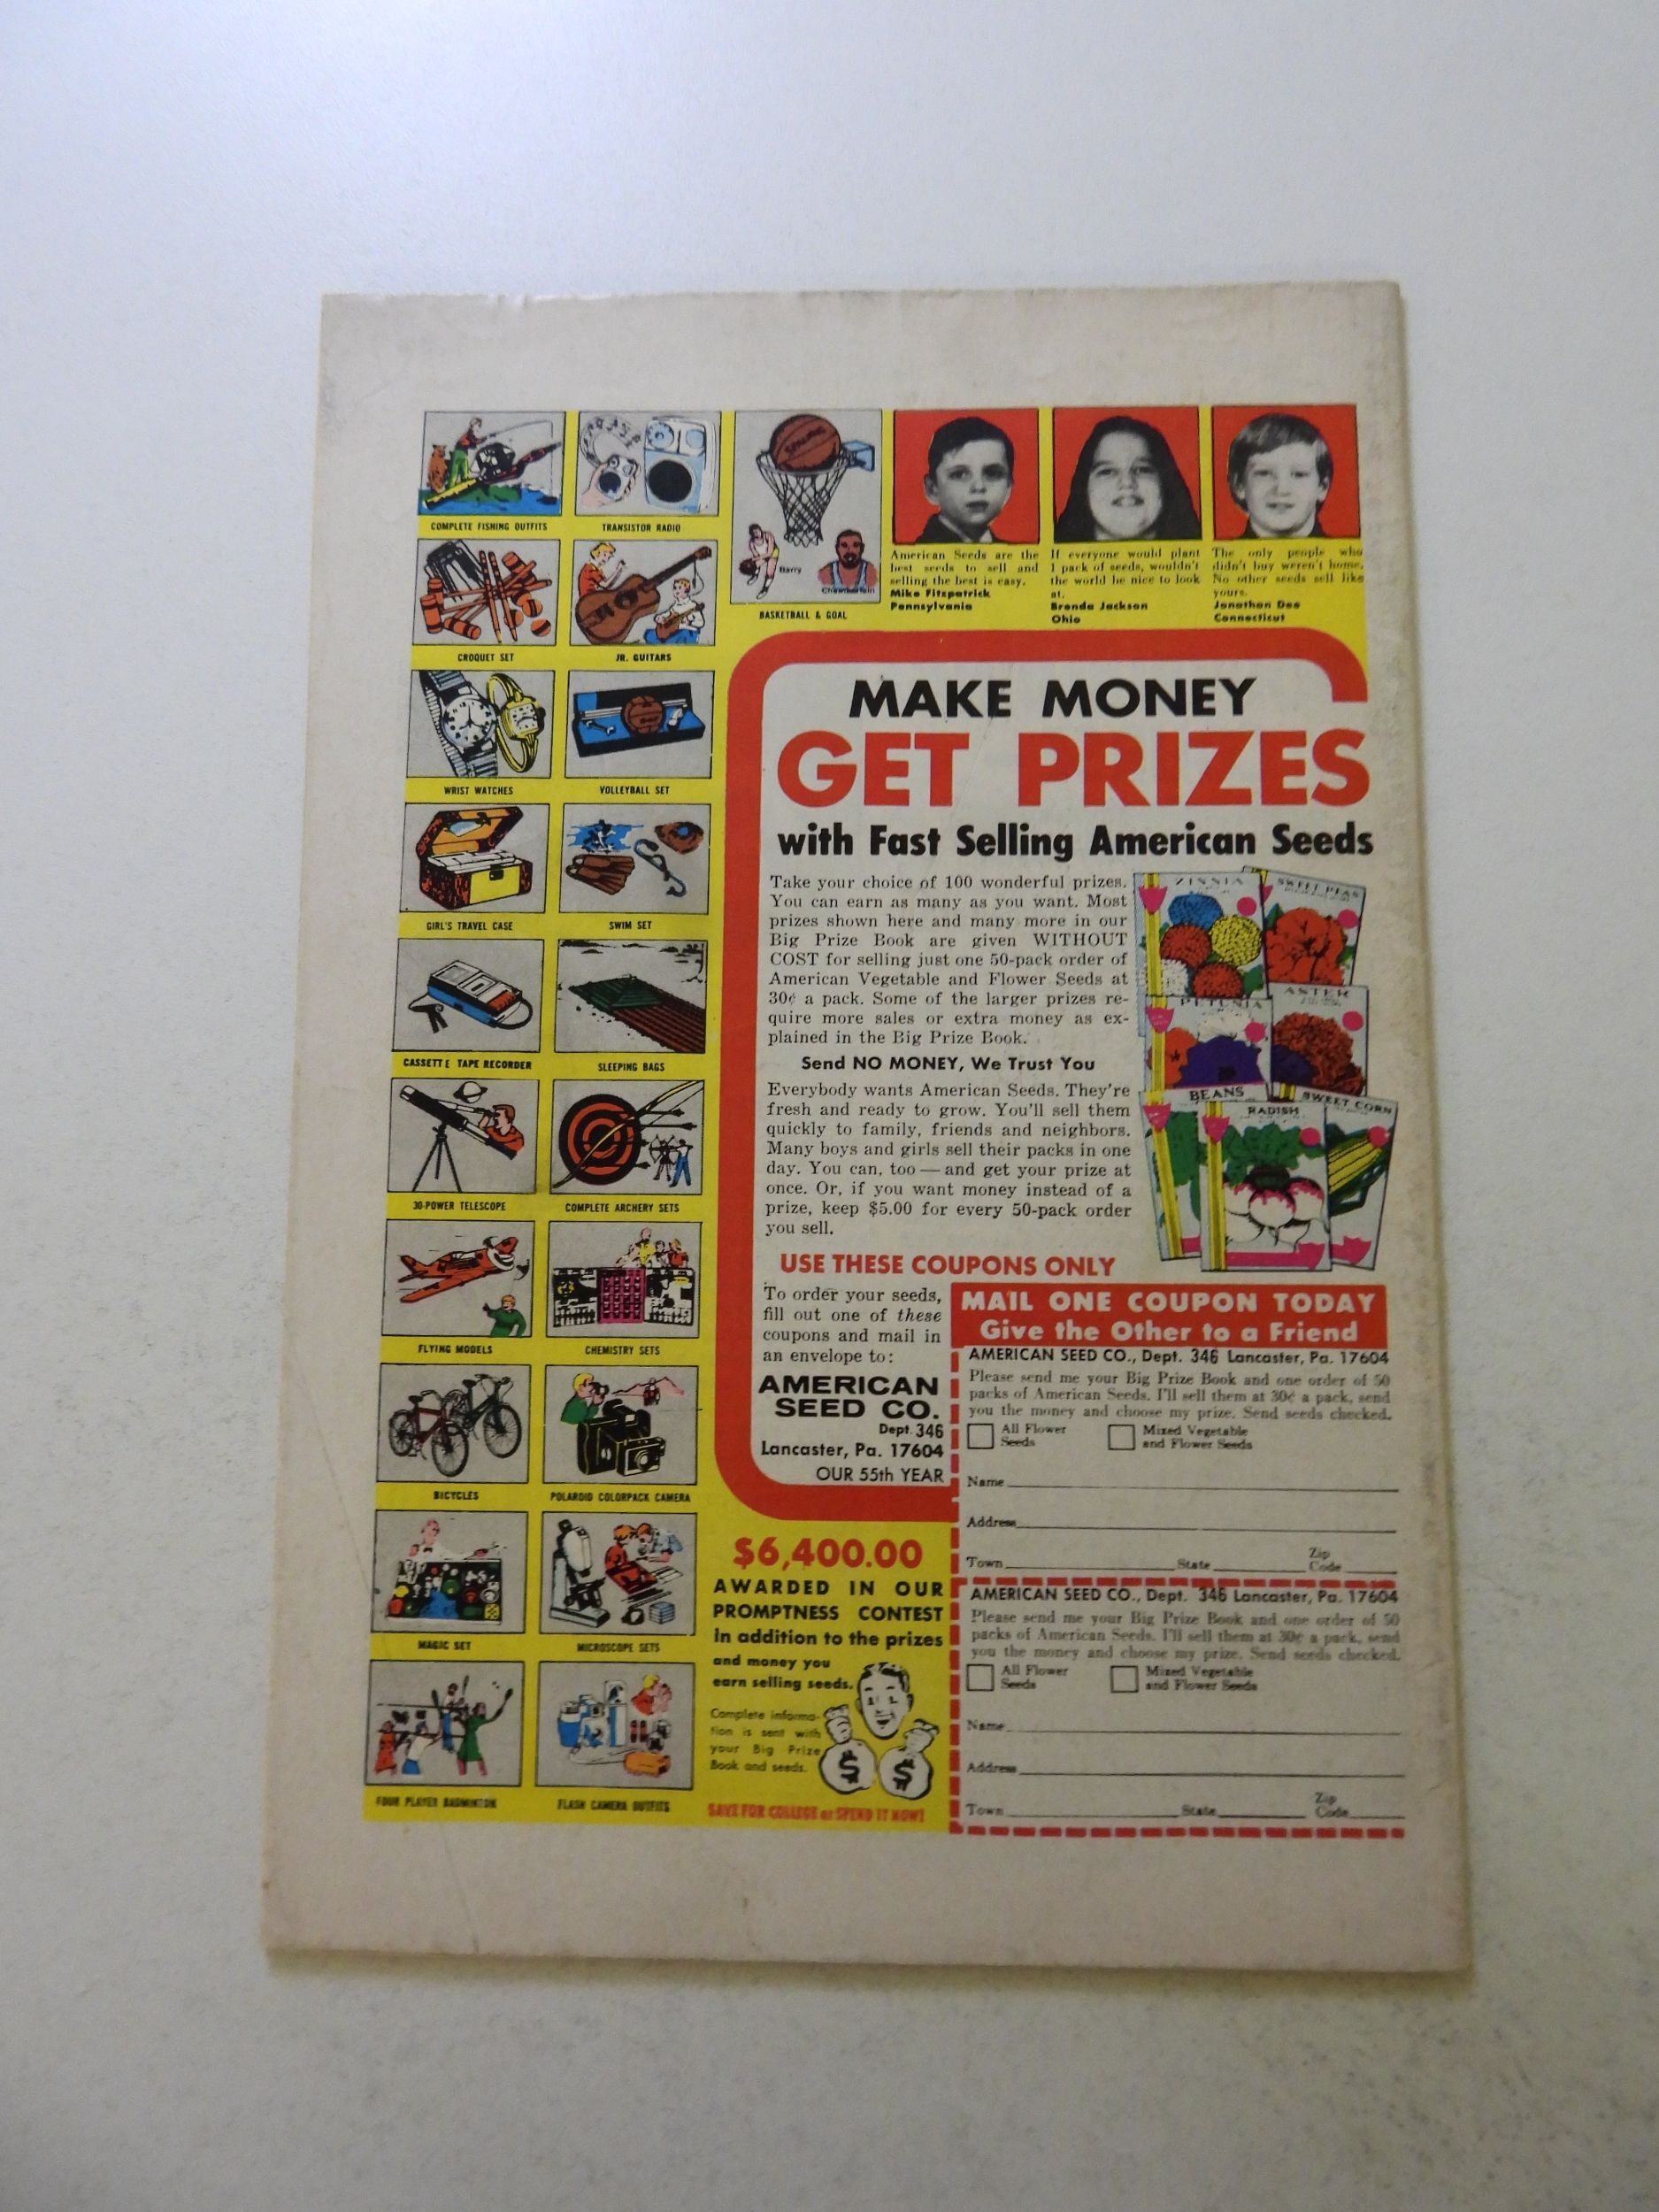 COMPLETE FISHING OUTFITS
TRANSISTOR RADIO
CROQUET SET
JR. GUITARS
WRIST WATCHES
VOLLEYBALL SET
GIRL'S TRAVEL CASE
SWIM SET
CASSETTE TAPE RECORDER
SLEEPING BAGS
30-POWER TELESCOPE
COMPLETE ARCHERY SETS
FLYING MODELS
CHEMISTRY SETS
BICYCLES
POLAROID COLORPACK CAMERA
MAGIC SET
MICROSCOPE SETS
FOUR PLAYER BADMINTON
FLASH CAMERA OUTFITS
Spalding
Barry
Chamberlain
BASKETBALL & GOAL
American Seeds are the
best seeds to sell and
selling the best is easy.
Mike Fitzpatrick
Pennsylvania
If everyone would plant
1 pack of seeds, wouldn't
the world be nice to look
at.
Brenda Jackson
Ohio
The only people who
didn't buy weren't home.
No other seeds sell like
yours.
Jonathan Dee
Connecticut
MAKE MONEY
GET PRIZES
with Fast Selling American Seeds
Take your choice of 100 wonderful prizes.
You can earn as many as you want. Most
prizes shown here and many more in our
Big Prize Book are given WITHOUT
COST for selling just one 50-pack order of
American Vegetable and Flower Seeds at
30¢ a pack. Some of the larger prizes re-
quire more sales or extra money as ex-
plained in the Big Prize Book.
Send NO MONEY, We Trust You
Everybody wants American Seeds. They're
fresh and ready to grow. You'll sell them
quickly to family, friends and neighbors.
Many boys and girls sell their packs in one
day. You can, too — and get your prize at
once. Or, if you want money instead of a
prize, keep $5.00 for every 50-pack order
you sell.
ZINNIA
SWEET PEAS
PETUNIA
ASTER
BEANS
RADISH
SWEET CORN
USE THESE COUPONS ONLY
To order your seeds,
fill out one of these
coupons and mail in
an envelope to:
AMERICAN
SEED CO.
Dept. 346
Lancaster, Pa. 17604
OUR 55th YEAR
MAIL ONE COUPON TODAY
Give the Other to a Friend
AMERICAN SEED CO., Dept. 346 Lancaster, Pa. 17604
Please send me your Big Prize Book and one order of 50
packs of American Seeds. I'll sell them at 30¢ a pack, send
you the money and choose my prize. Send seeds checked.
All Flower
Seeds
Mixed Vegetable
and Flower Seeds
Name
Address
Town State Zip
Code
AMERICAN SEED CO., Dept. 346 Lancaster, Pa. 17604
Please send me your Big Prize Book and one order of 50
packs of American Seeds. I'll sell them at 30¢ a pack, send
you the money and choose my prize. Send seeds checked.
All Flower
Seeds
Mixed Vegetable
and Flower Seeds
Name
Address
Town State Zip
Code
$6,400.00
AWARDED IN OUR
PROMPTNESS CONTEST
in addition to the prizes
and money you
earn selling seeds.
Complete informa-
tion is sent with
your Big Prize
Book and seeds.
$ $
SAVE FOR COLLEGE or SPEND IT NOW!